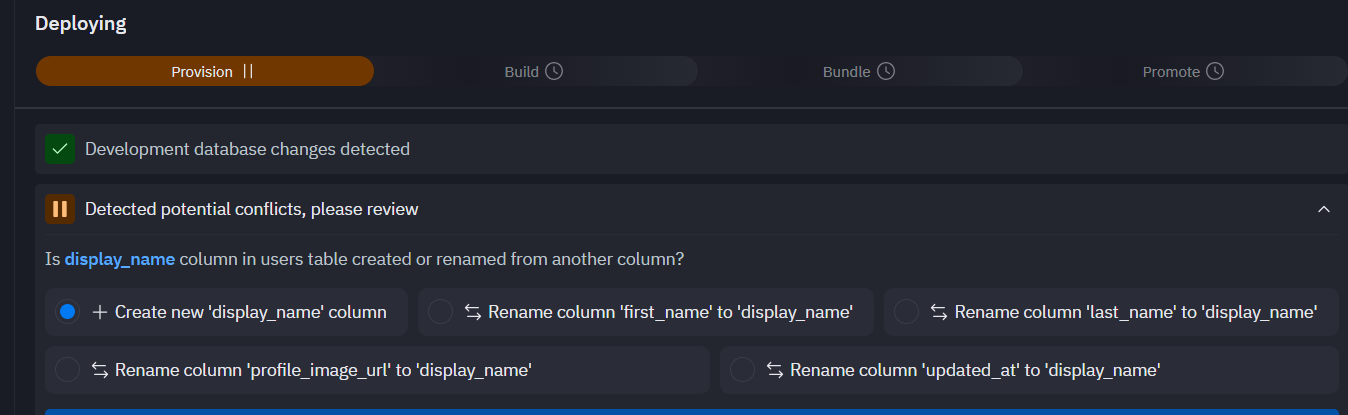 Deploying
Provision
Build
Bundle
Promote
Development database changes detected
Detected potential conflicts, please review
Is display_name column in users table created or renamed from another column?
Create new 'display_name' column
Rename column 'first_name' to 'display_name'
Rename column 'last_name' to 'display_name'
Rename column 'profile_image_url' to 'display_name'
Rename column 'updated_at' to 'display_name'